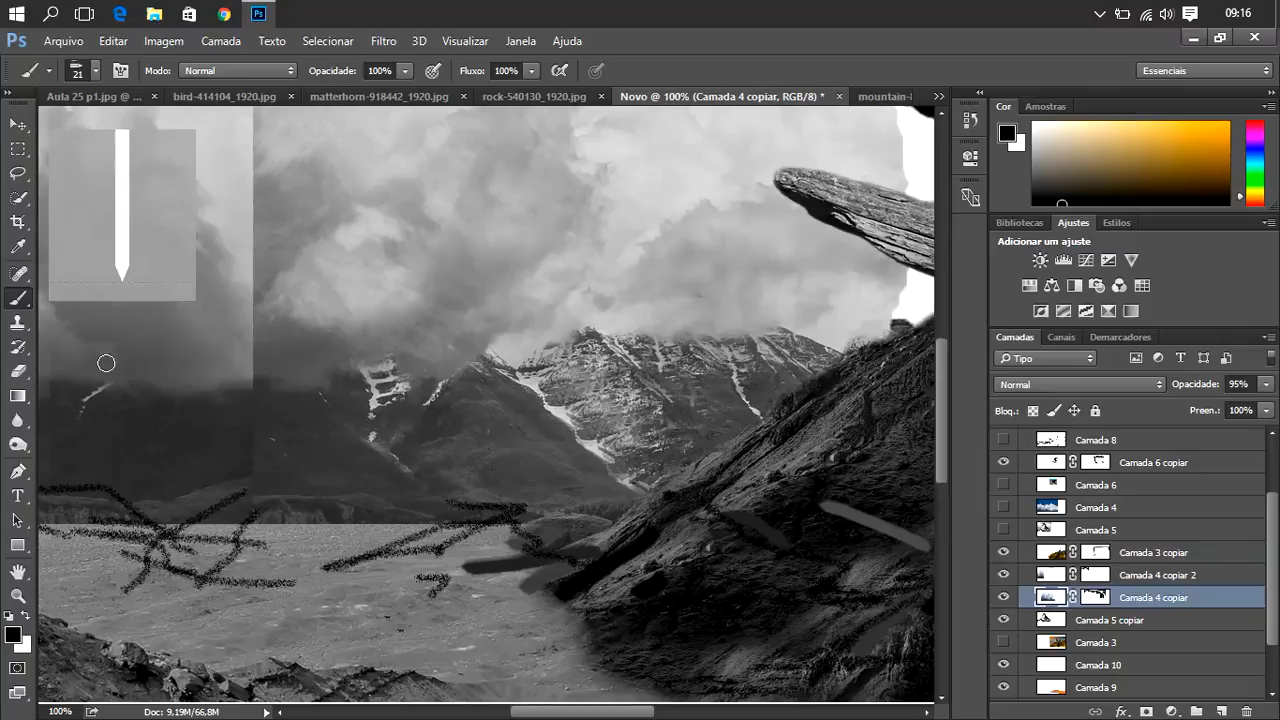 09:16
Ps Arquivo Editar Imagem Camada Texto Selecionar Filtro 3D Visualizar Janela Ajuda
21 Modo: Normal Opacidade: 100% Fluxo: 100% Essenciais
Aula 25 p1.jpg @ ... × bird-414104_1920.jpg × matterhorn-918442_1920.jpg × rock-540130_1920.jpg × Novo @ 100% (Camada 4 copiar, RGB/8) * × mountain-l
Cor Amostras
Bibliotecas Ajustes Estilos
Adicionar um ajuste
Camadas Canais Demarcadores
Tipo
Normal Opacidade: 95%
Bloq.: Preen.: 100%
Camada 8
Camada 6 copiar
Camada 6
Camada 4
Camada 5
Camada 3 copiar
Camada 4 copiar 2
Camada 4 copiar
Camada 5 copiar
Camada 3
Camada 10
Camada 9
100% Doc: 9,19M/66,8M
fx